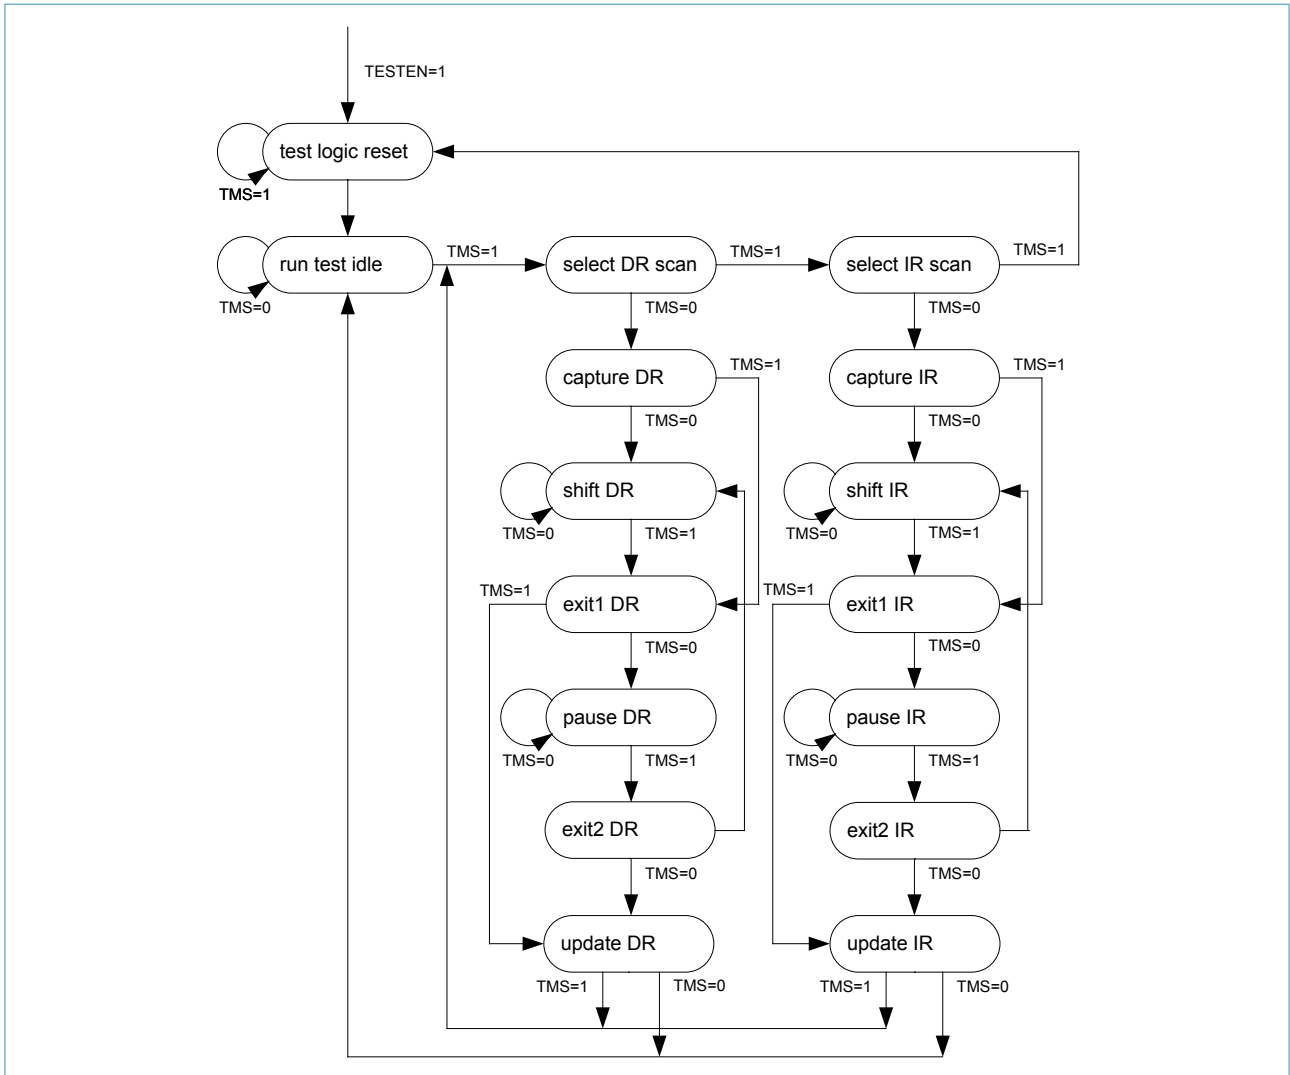 TESTEN=1
test logic reset
TMS=1
run test idle
TMS=0
TMS=1
select DR scan
TMS=1
select IR scan
TMS=1
TMS=0
TMS=0
capture DR
TMS=1
capture IR
TMS=1
TMS=0
TMS=0
shift DR
shift IR
TMS=0
TMS=1
TMS=0
TMS=1
TMS=1
exit1 DR
TMS=1
exit1 IR
TMS=0
TMS=0
pause DR
pause IR
TMS=0
TMS=1
TMS=0
TMS=1
exit2 DR
exit2 IR
TMS=0
TMS=0
update DR
update IR
TMS=1
TMS=0
TMS=1
TMS=0